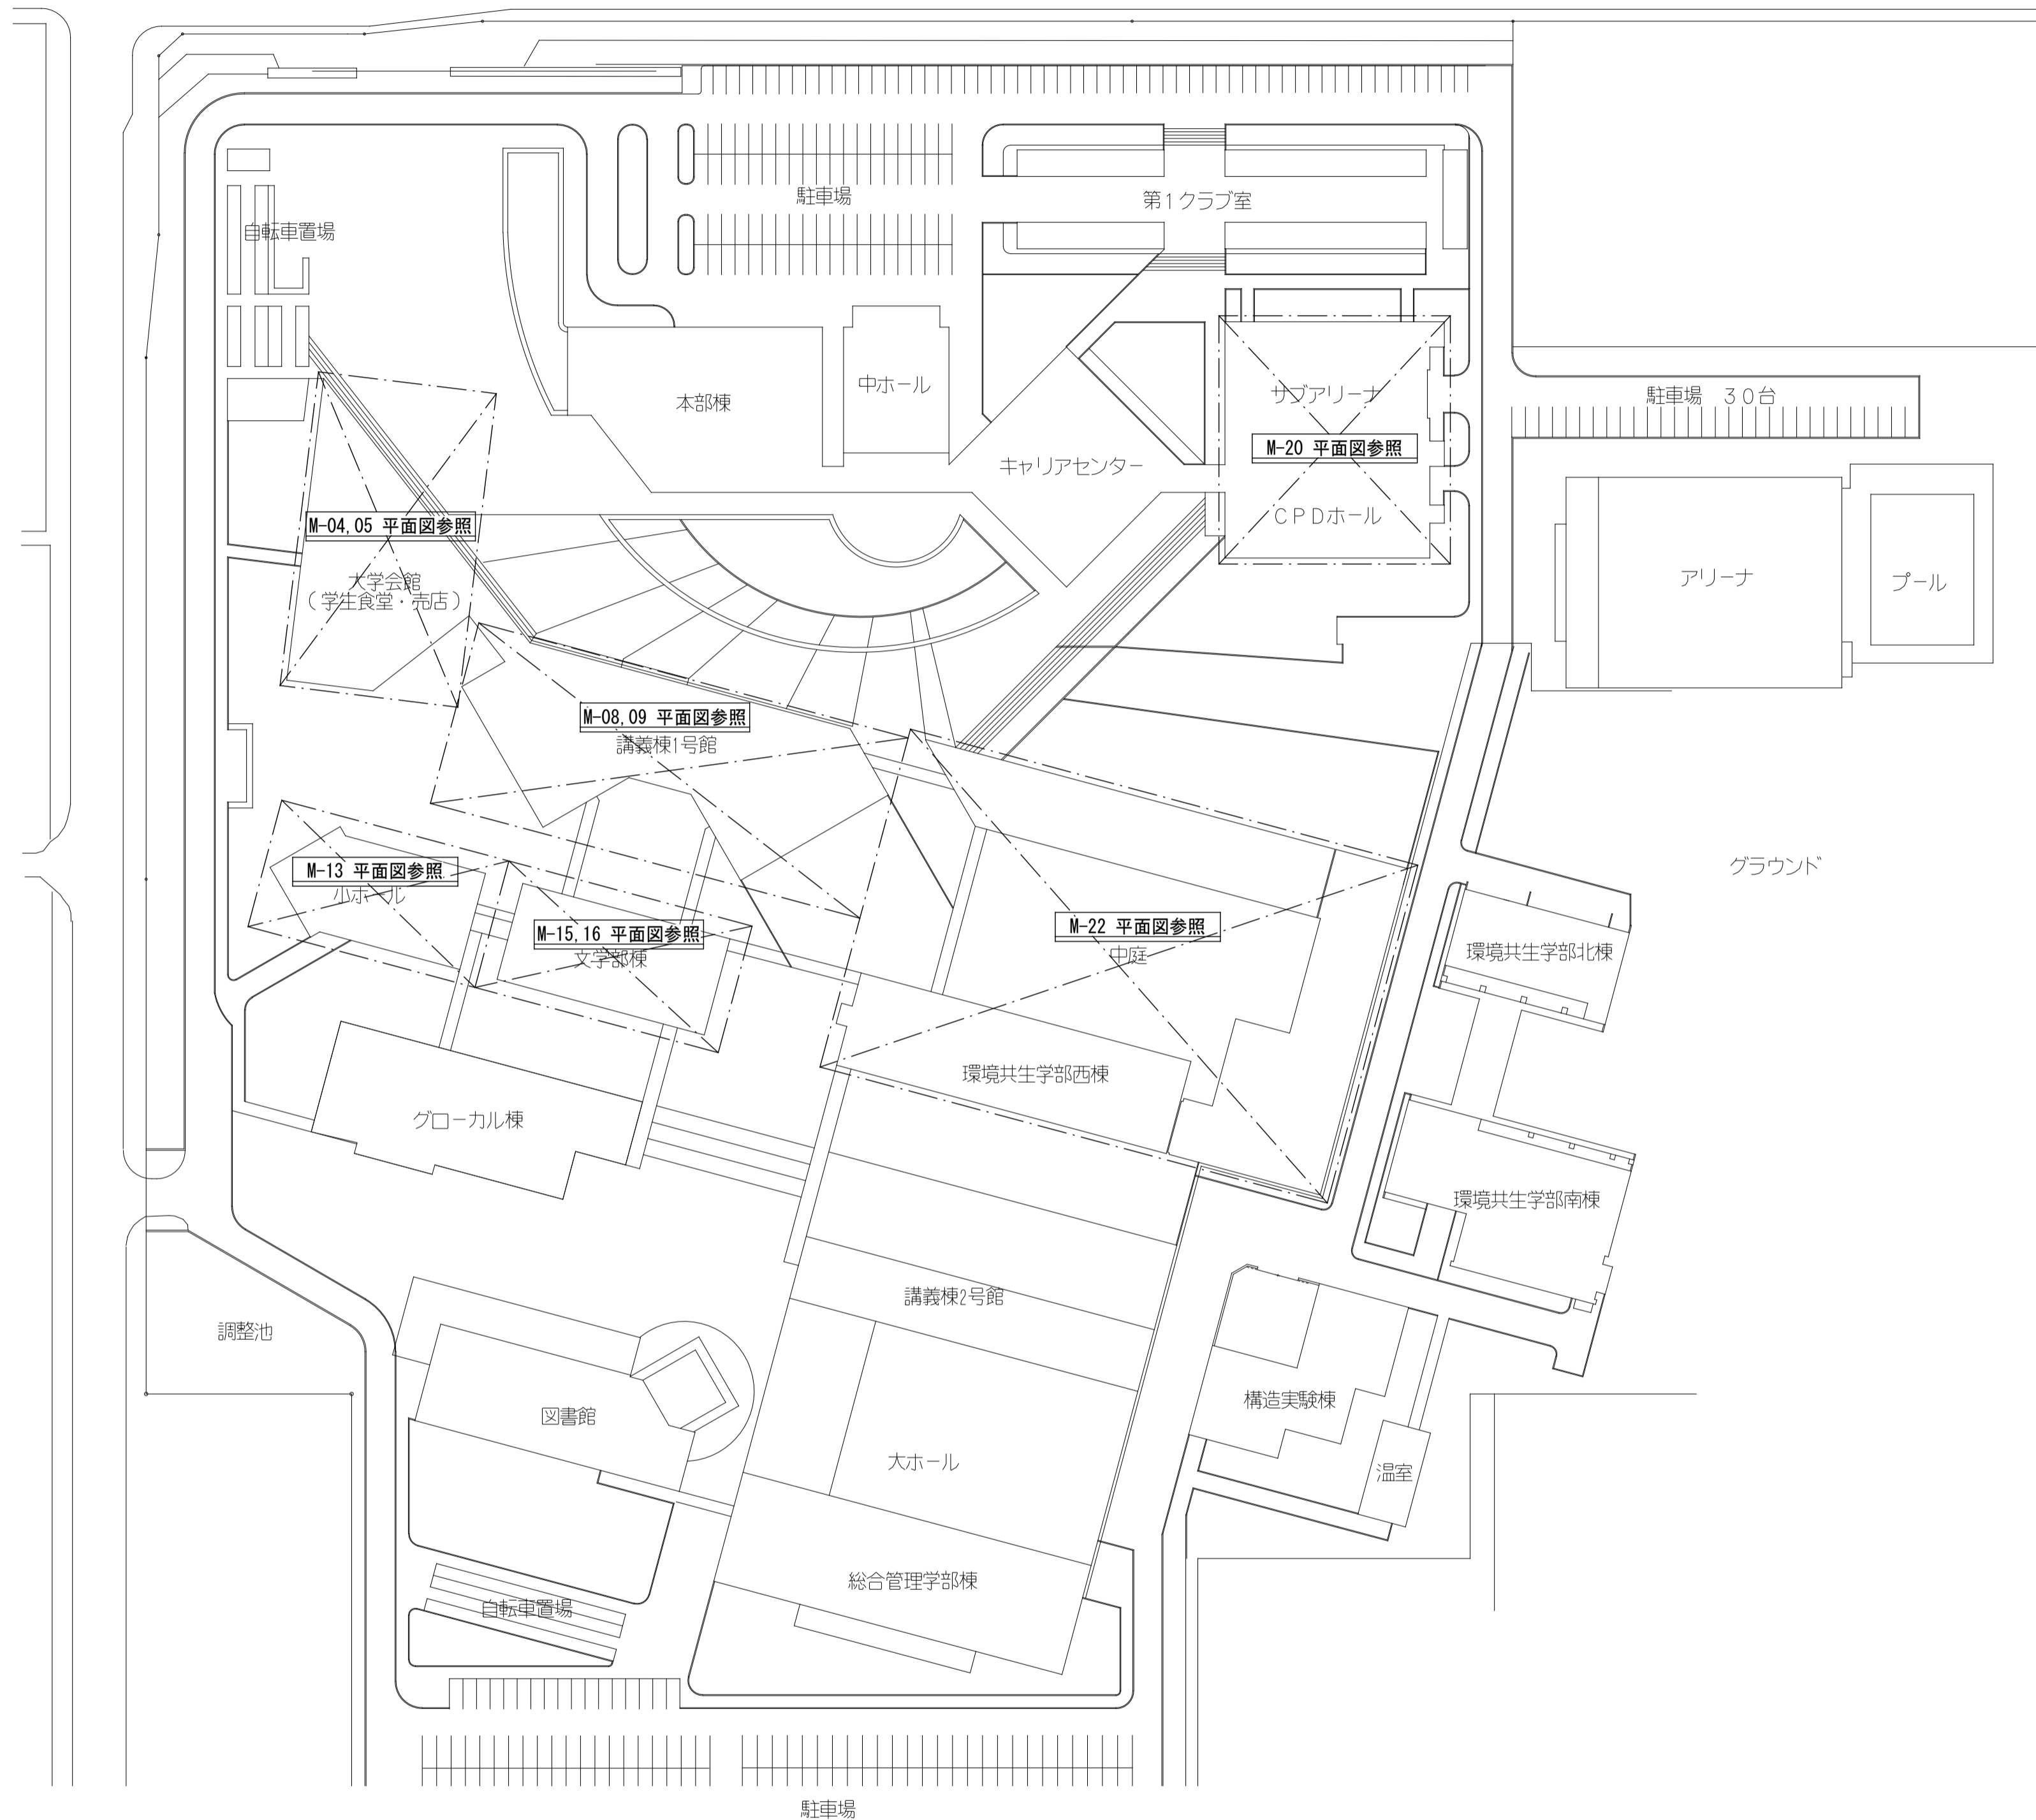 駐車場
第1クラブ室
自転車置場
中ホール
サブアリーナ
駐車場 30台
本部棟
M-20 平面図参照
キャリアセンター
CPDホール
M-04,05 平面図参照
アリーナ
プール
大学会館
(学生食堂・売店)
M-08,09 平面図参照
講義棟1号館
グラウンド
M-13 平面図参照
小ホール
M-15,16 平面図参照
M-22 平面図参照
文学部棟
中庭
環境共生学部北棟
環境共生学部西棟
グローカル棟
環境共生学部南棟
講義棟2号館
調整池
構造実験棟
図書館
大ホール
温室
総合管理学部棟
自転車置場
駐車場